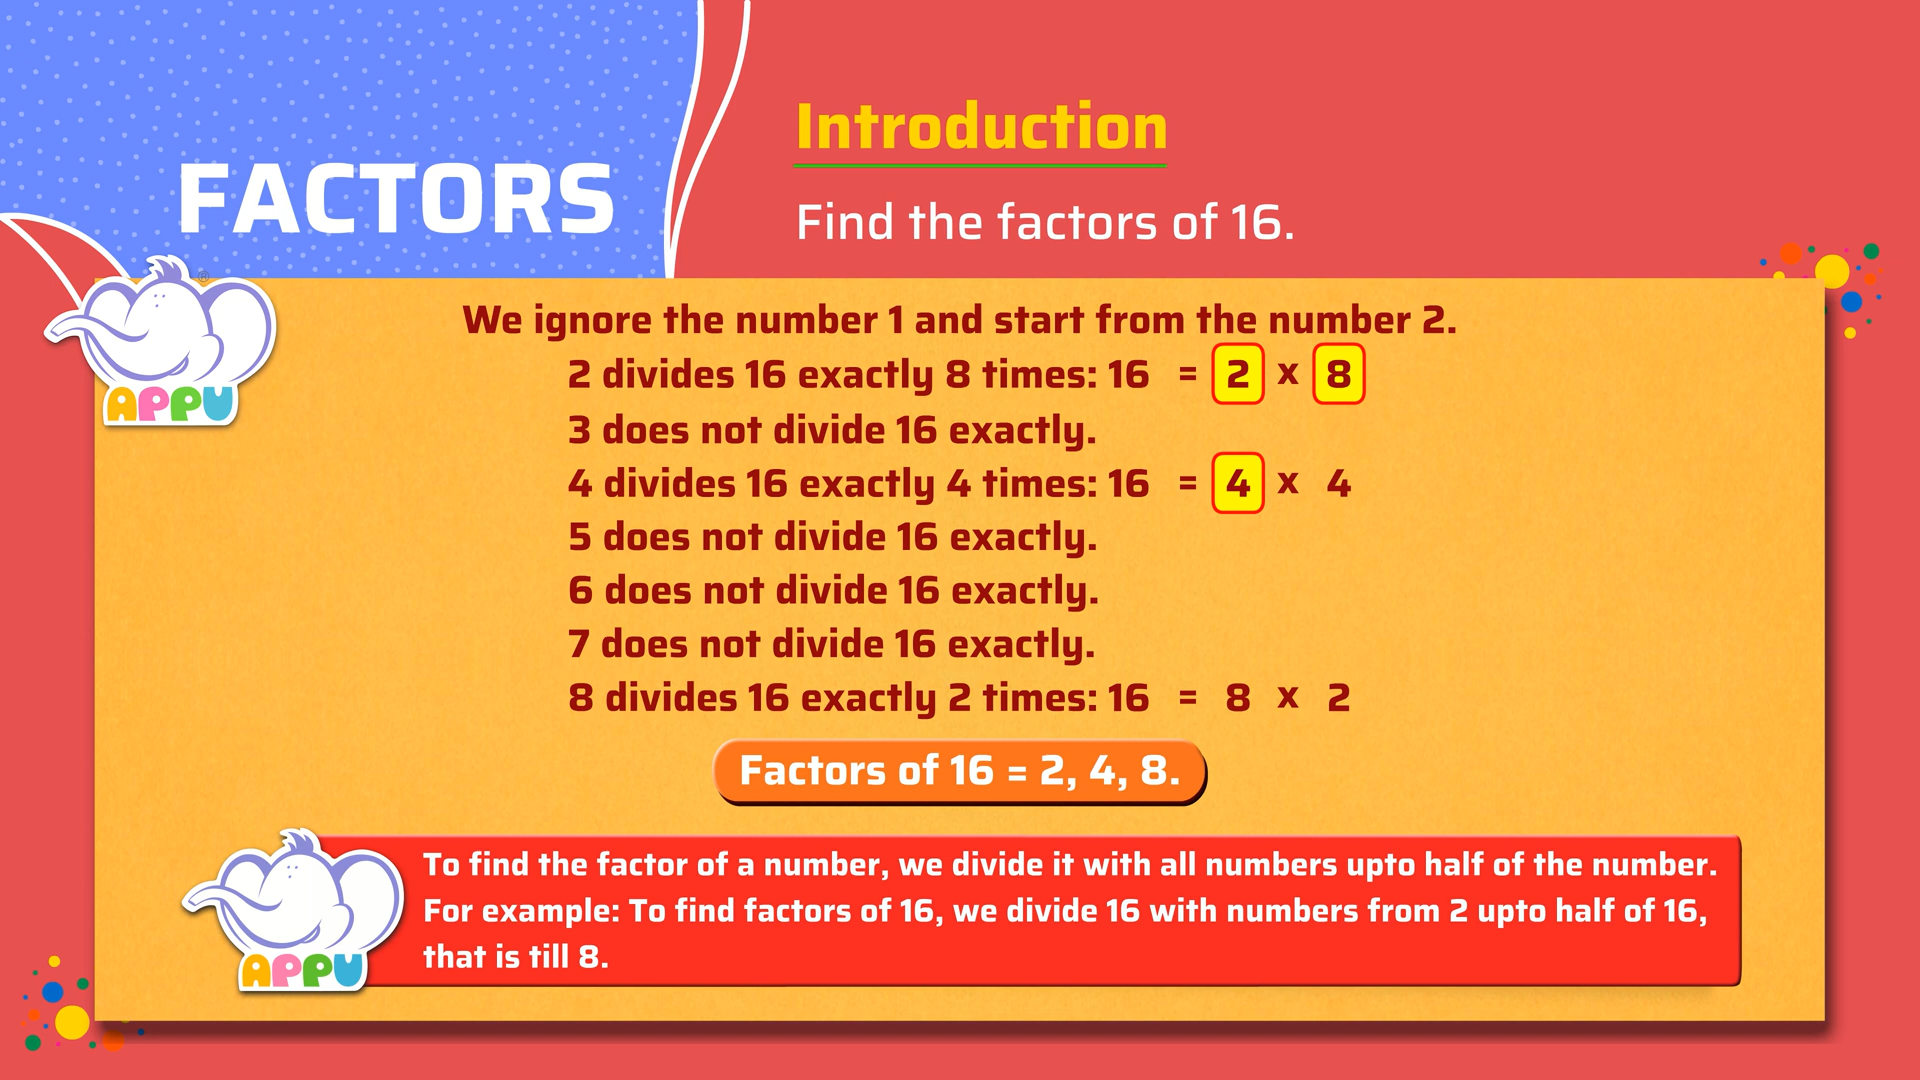 FACTORS
Introduction
Find the factors of 16.
®
APPU
We ignore the number 1 and start from the number 2.
2 divides 16 exactly 8 times: 16 = 2 x 8
3 does not divide 16 exactly.
4 divides 16 exactly 4 times: 16 = 4 x 4
5 does not divide 16 exactly.
6 does not divide 16 exactly.
7 does not divide 16 exactly.
8 divides 16 exactly 2 times: 16 = 8 x 2
Factors of 16 = 2, 4, 8.
APPU
To find the factor of a number, we divide it with all numbers upto half of the number.
For example: To find factors of 16, we divide 16 with numbers from 2 upto half of 16,
that is till 8.